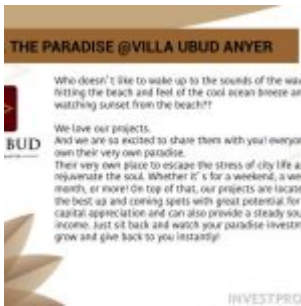 THE PARADISE @VILLA UBUD ANYER
Who doesn't like to wake up to the sounds of the
hitting the beach and feel of the cool ocean breeze
watching sunset from the beach??
We love our projects.
And we are so excited to share them with you!
own their very own paradise.
Their very own place to escape the stress of city life
rejuvenate the soul. Whether it's for a weekend, a
month, or more! On top of that, our projects are
the best up and coming spots with great potential for
capital appreciation and can also provide a steady
income. Just sit back and watch your paradise
grow and give back to you instantly!
BUD
INVESTPRO